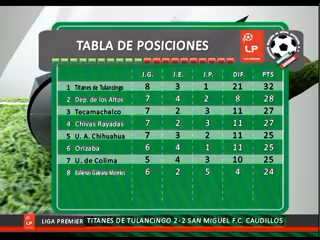 TABLA DE POSICIONES
LP
J.G. J.E. J.P. DIF. PTS
1 Titanes de Tulancingo 8 3 1 21 32
2 Dep. de los Altos 7 4 2 8 28
3 Tecamachalco 7 2 3 11 27
4 Chivas Rayadas 7 2 3 11 27
5 U. A. Chihuahua 7 3 2 11 25
6 Orizaba 6 4 1 11 25
7 U. de Colima 5 4 3 10 25
8 Ballenas Galeana Morelos 6 2 5 4 24
LP LIGA PREMIER TITANES DE TULANCINGO 2-2 SAN MIGUEL F.C. CAUDILLOS